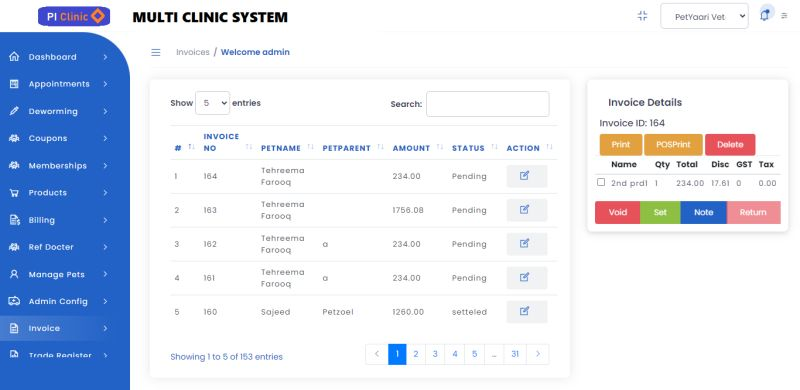 PI Clinic
MULTI CLINIC SYSTEM
PetYaari Vet
Dashboard
Appointments
Deworming
Coupons
Memberships
Products
Billing
Ref Docter
Manage Pets
Admin Config
Invoice
Trade Register
Invoices / Welcome admin
Show 5 entries
Search:
# INVOICE NO PETNAME PETPARENT AMOUNT STATUS ACTION
1 164 Tehreema Farooq 234.00 Pending
2 163 Tehreema Farooq 1756.08 Pending
3 162 Tehreema Farooq a 234.00 Pending
4 161 Tehreema Farooq a 234.00 Pending
5 160 Sajeed Petzoel 1260.00 setteled
Showing 1 to 5 of 153 entries
< 1 2 3 4 5 ... 31 >
Invoice Details
Invoice ID: 164
Print POSPrint Delete
Name Qty Total Disc GST Tax
2nd prd1 1 234.00 17.61 0 0.00
Void Set Note Return